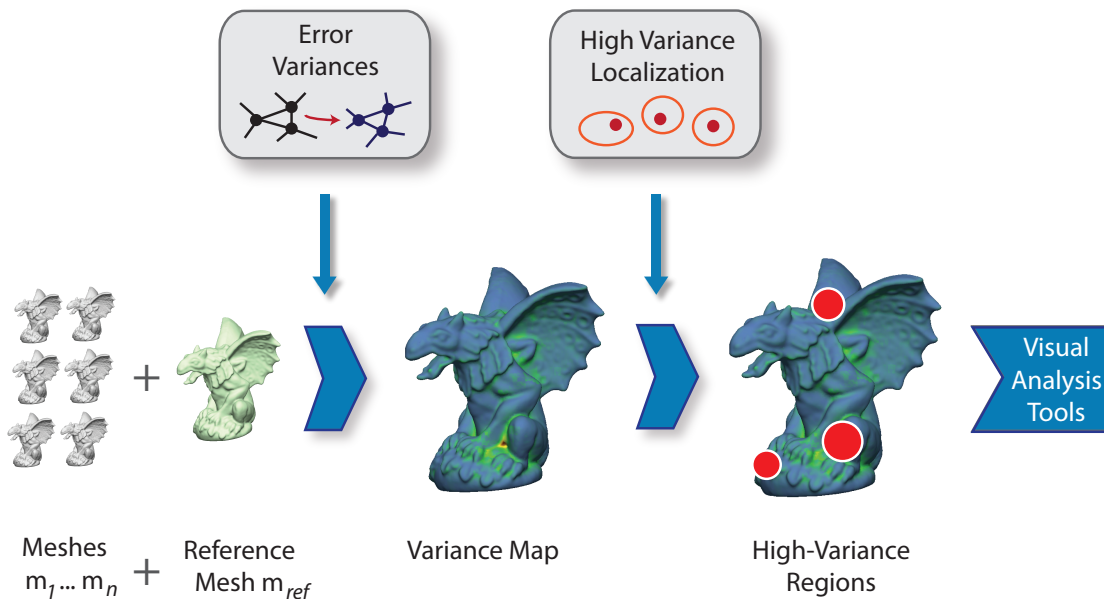 Error
Variances
High Variance
Localization
+
Visual
Analysis
Tools
Meshes
m1 ... mn
+
Reference
Mesh mref
Variance Map
High-Variance
Regions